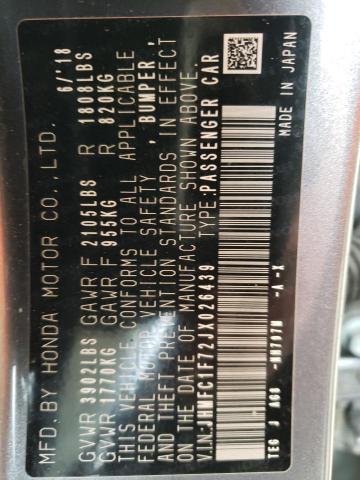 MFD. BY HONDA MOTOR CO., LTD. 6/'18
GVWR 3902LBS GAWR F 2105LBS R 1808LBS
GVWR 1770KG GAWR F 955KG R 820KG
THIS VEHICLE CONFORMS TO ALL APPLICABLE
FEDERAL MOTOR VEHICLE SAFETY, BUMPER,
AND THEFT PREVENTION STANDARDS IN EFFECT
ON THE DATE OF MANUFACTURE SHOWN ABOVE.
V.I.N:JHMFC1F72JX026439 TYPE:PASSENGER CAR
TEG J AG0 -A -X MADE IN JAPAN